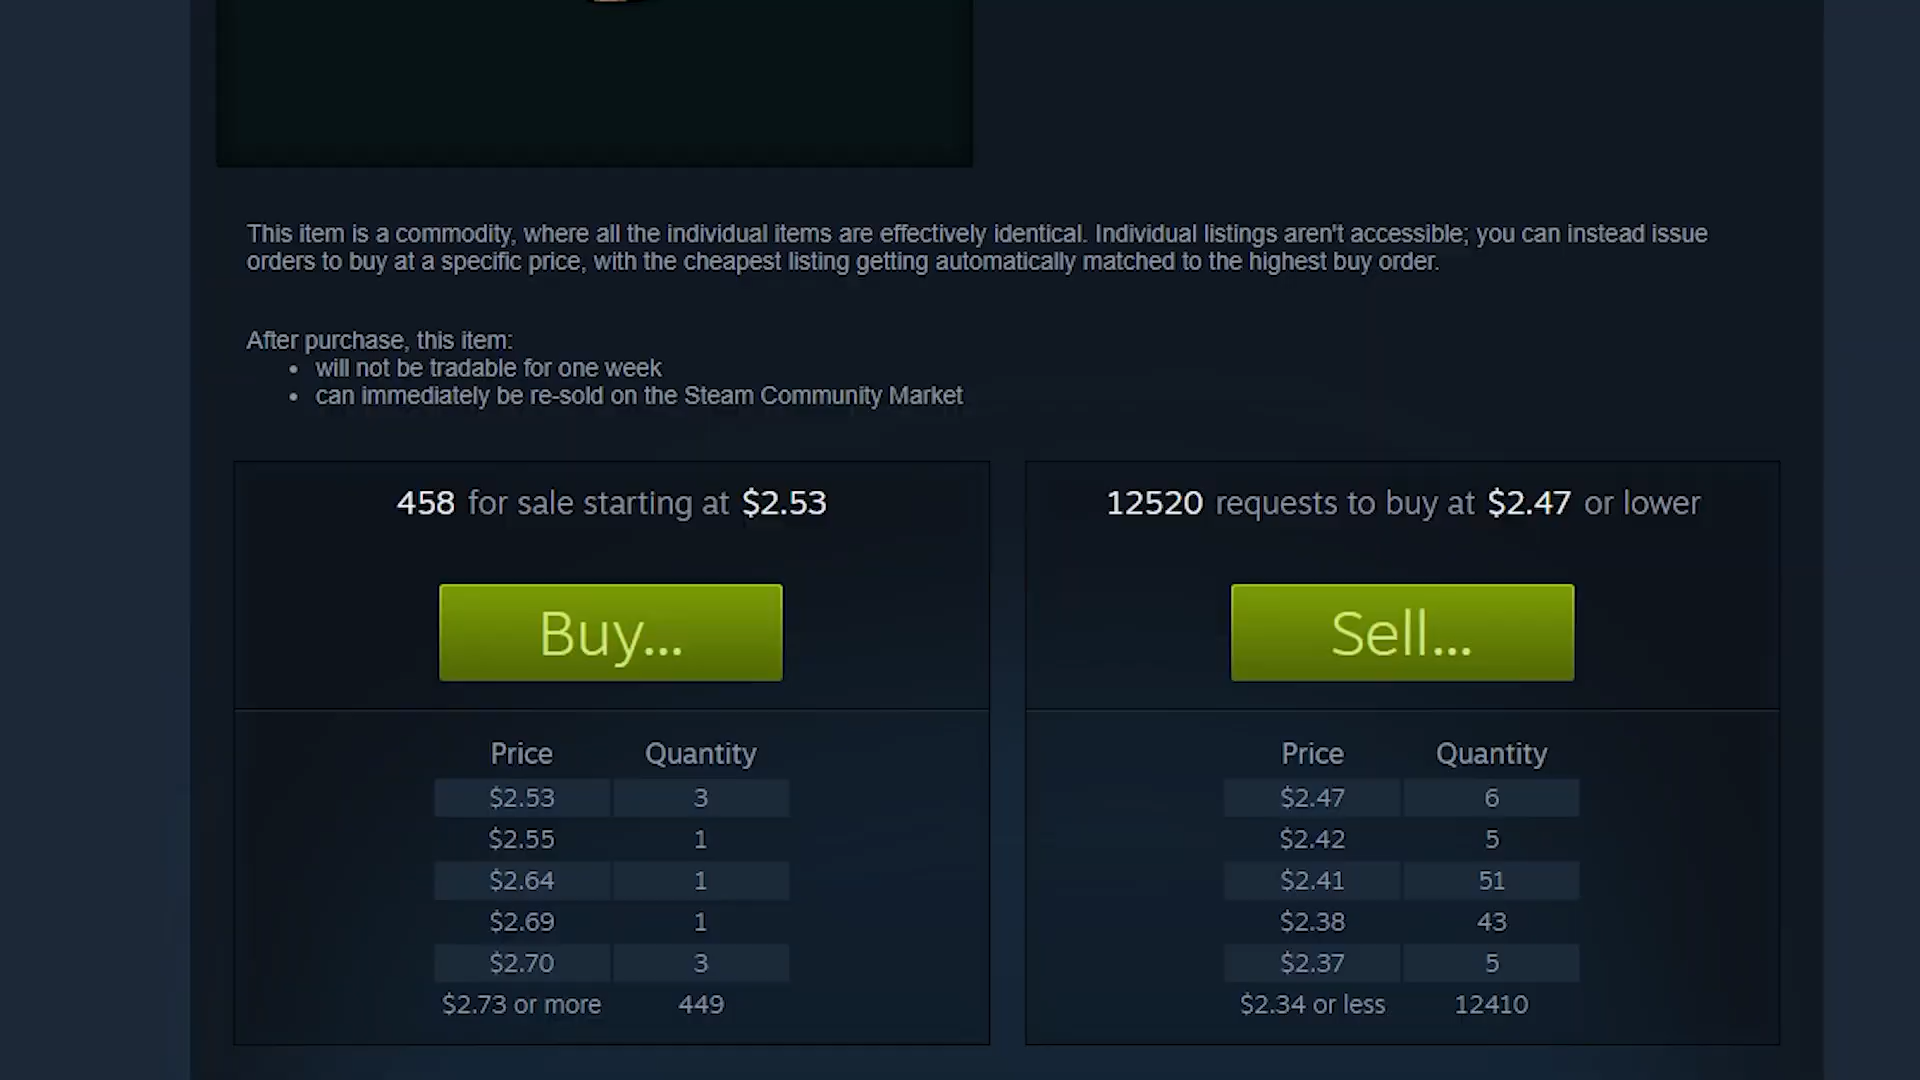 This item is a commodity, where all the individual items are effectively identical. Individual listings aren't accessible; you can instead issue
orders to buy at a specific price, with the cheapest listing getting automatically matched to the highest buy order.
After purchase, this item:
• will not be tradable for one week
• can immediately be re-sold on the Steam Community Market
458 for sale starting at $2.53
Buy...
Price Quantity
$2.53 3
$2.55 1
$2.64 1
$2.69 1
$2.70 3
$2.73 or more 449
12520 requests to buy at $2.47 or lower
Sell...
Price Quantity
$2.47 6
$2.42 5
$2.41 51
$2.38 43
$2.37 5
$2.34 or less 12410